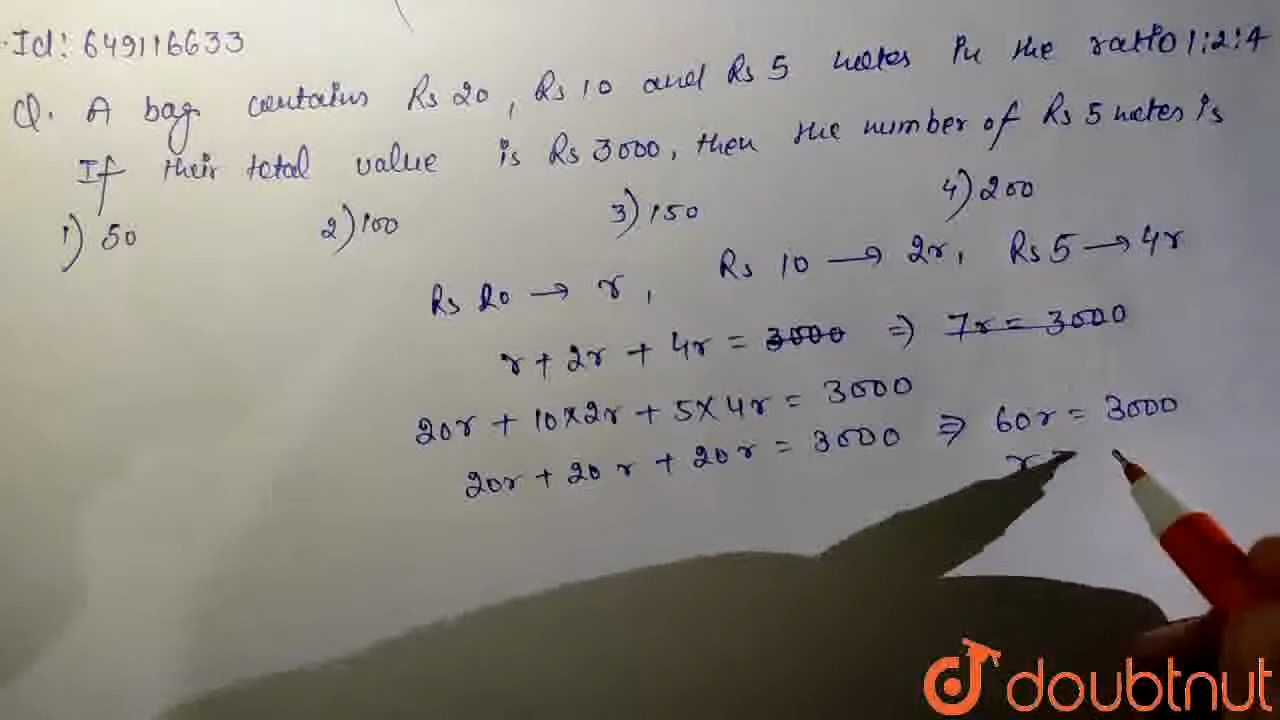 Id: 649116633
Q. A bag contains Rs 20, Rs 10 and Rs 5 notes in the ratio 1:2:4
If their total value is Rs 3000, then the number of Rs 5 notes is
1) 50 2) 100 3) 150 4) 200
Rs 20 → r, Rs 10 → 2r, Rs 5 → 4r
r + 2r + 4r = 3000 ⇒ 7r = 3000
20r + 10×2r + 5×4r = 3000
20r + 20r + 20r = 3000 ⇒ 60r = 3000
r =
doubtnut